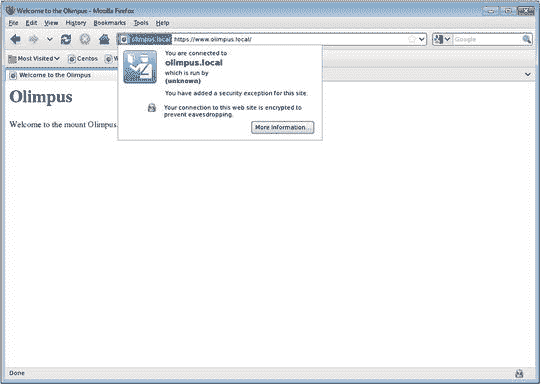 Welcome to the Olimpus - Mozilla Firefox
File Edit View History Bookmarks Tools Help
olimpus.local https://www.olimpus.local/ Google
Most Visited Centos
Welcome to the Olimpus
You are connected to
olimpus.local
which is run by
(unknown)
You have added a security exception for this site.
Your connection to this web site is encrypted to
prevent eavesdropping.
More Information...
Olimpus
Welcome to the mount Olimpus.
Done